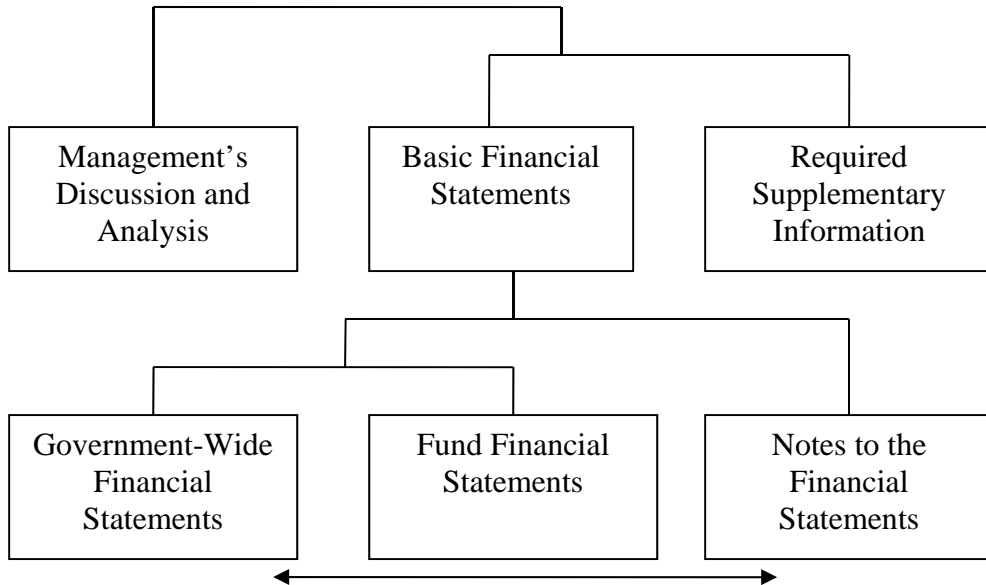 Management’s
Discussion and
Analysis
Basic Financial
Statements
Required
Supplementary
Information
Government-Wide
Financial
Statements
Fund Financial
Statements
Notes to the
Financial
Statements